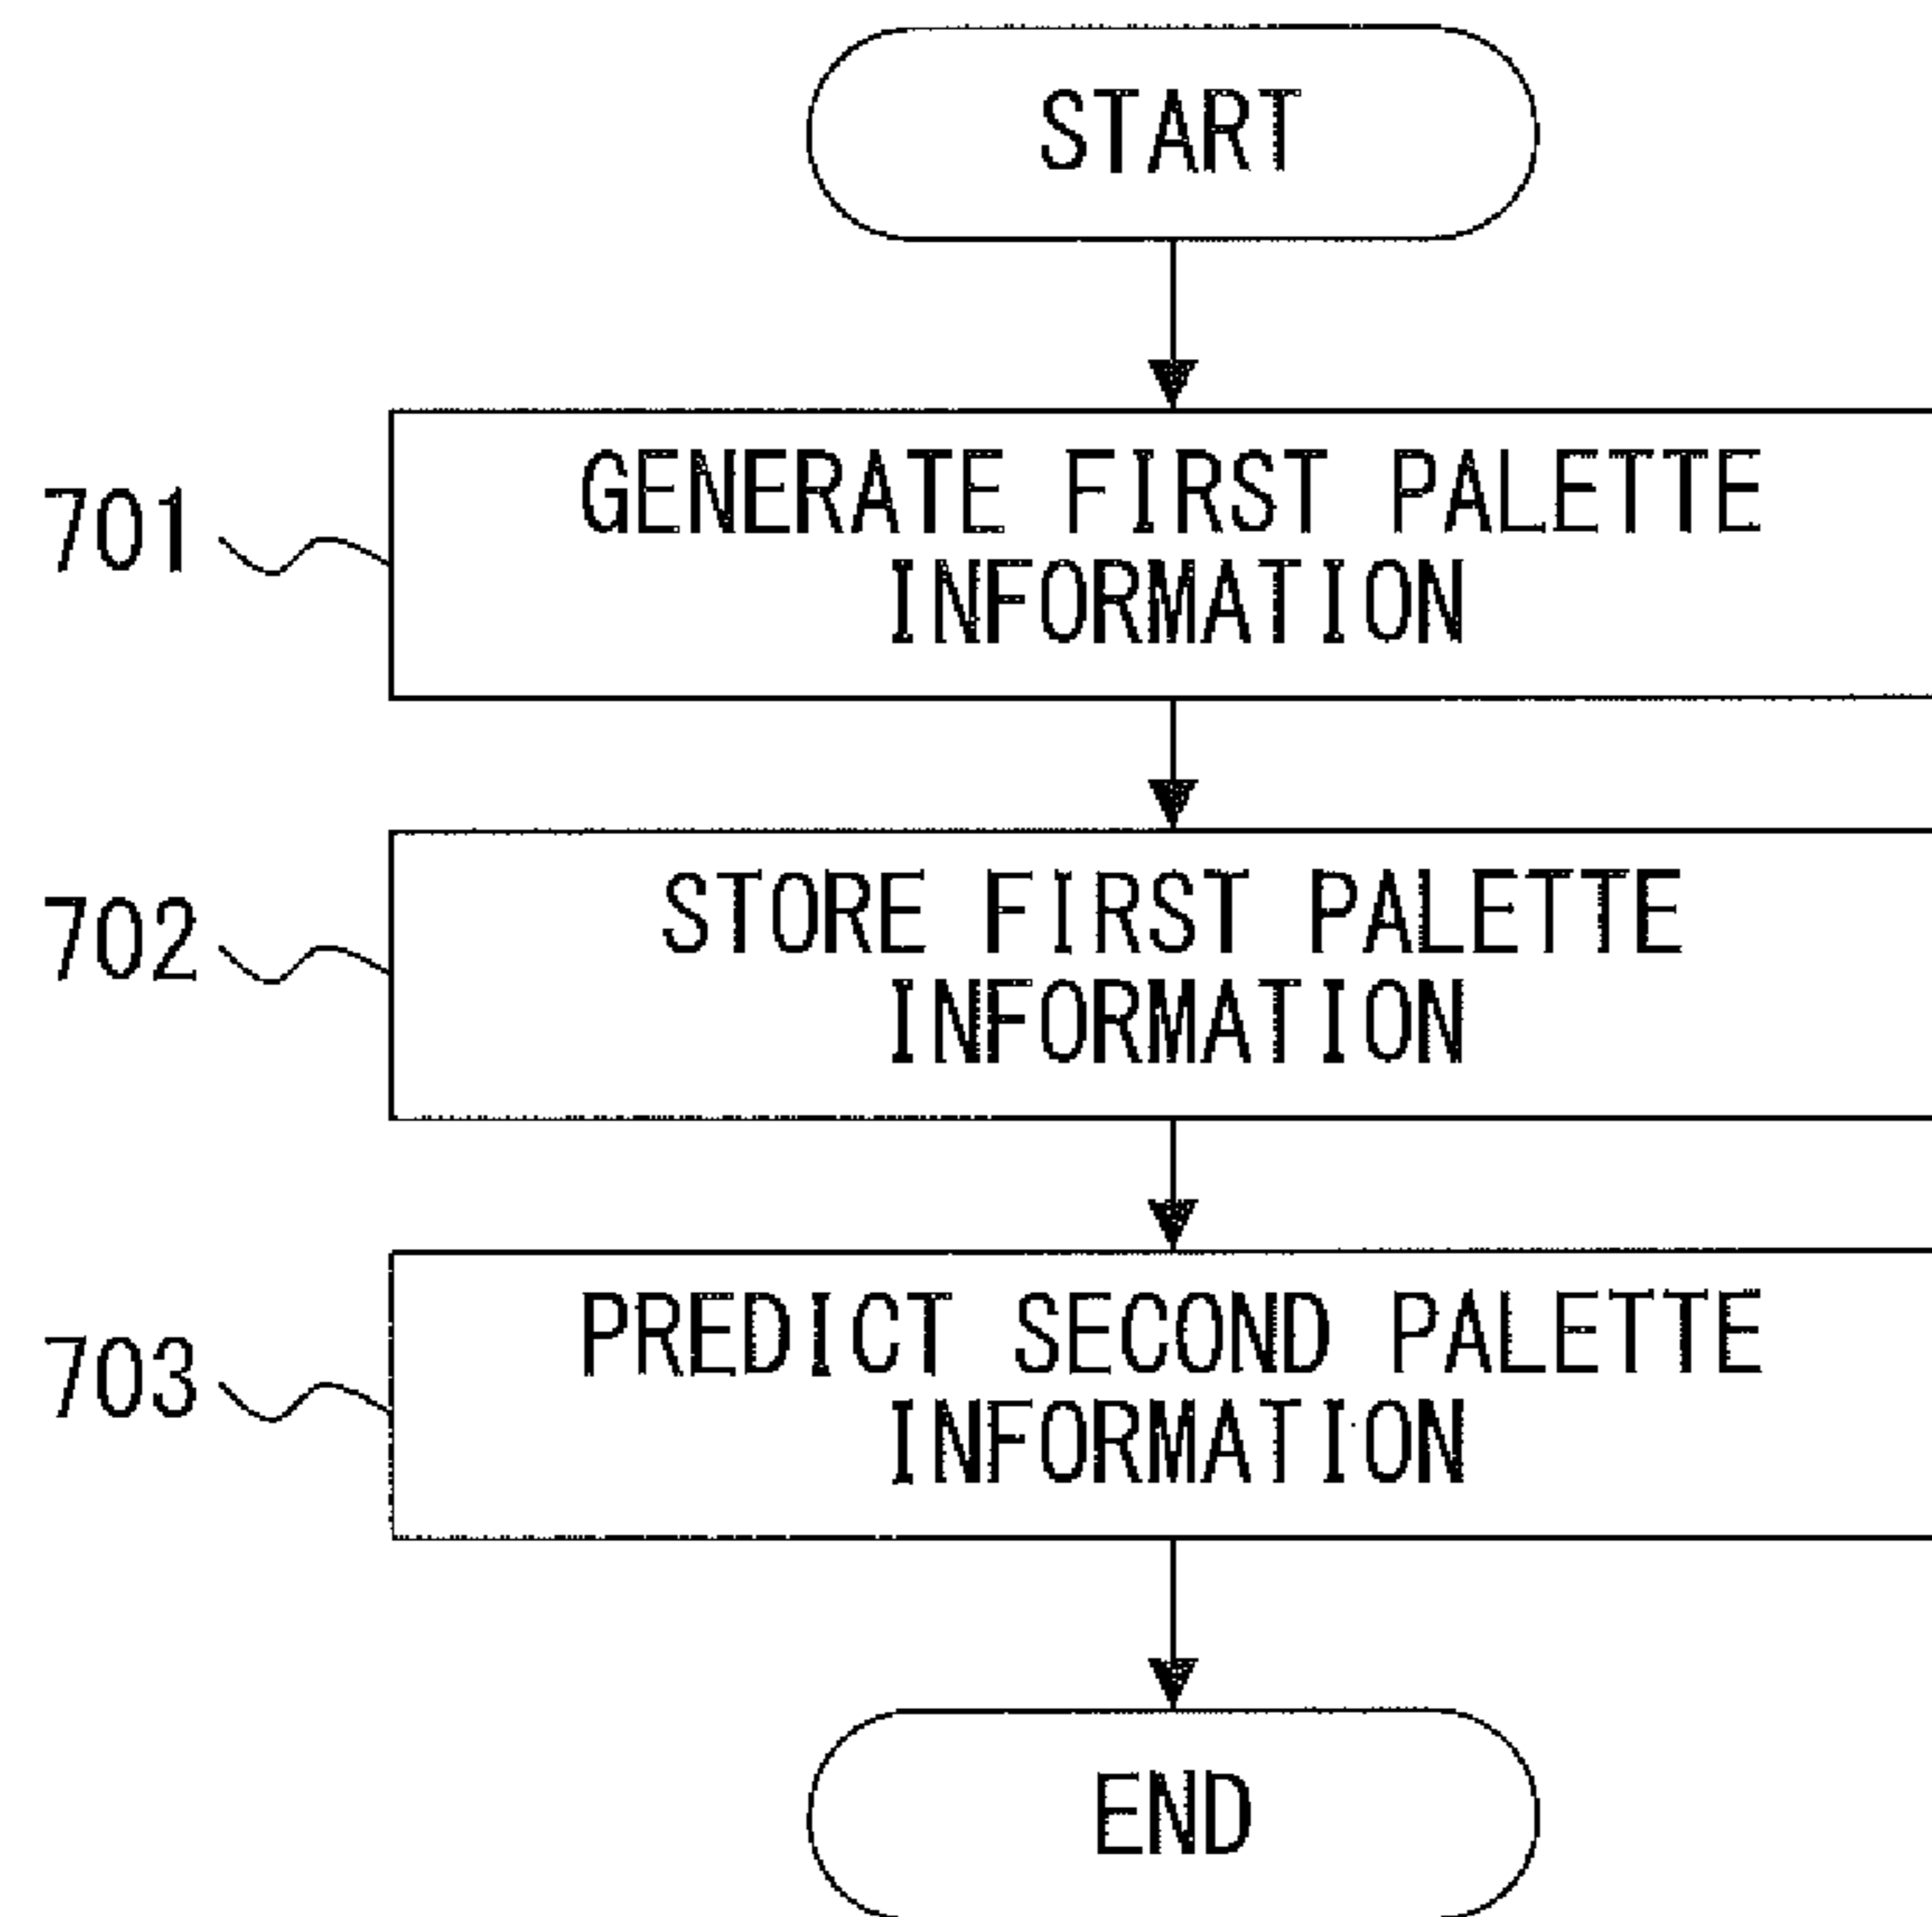 START
701
GENERATE FIRST PALETTE
INFORMATION
702
STORE FIRST PALETTE
INFORMATION
703
PREDICT SECOND PALETTE
INFORMATION
END